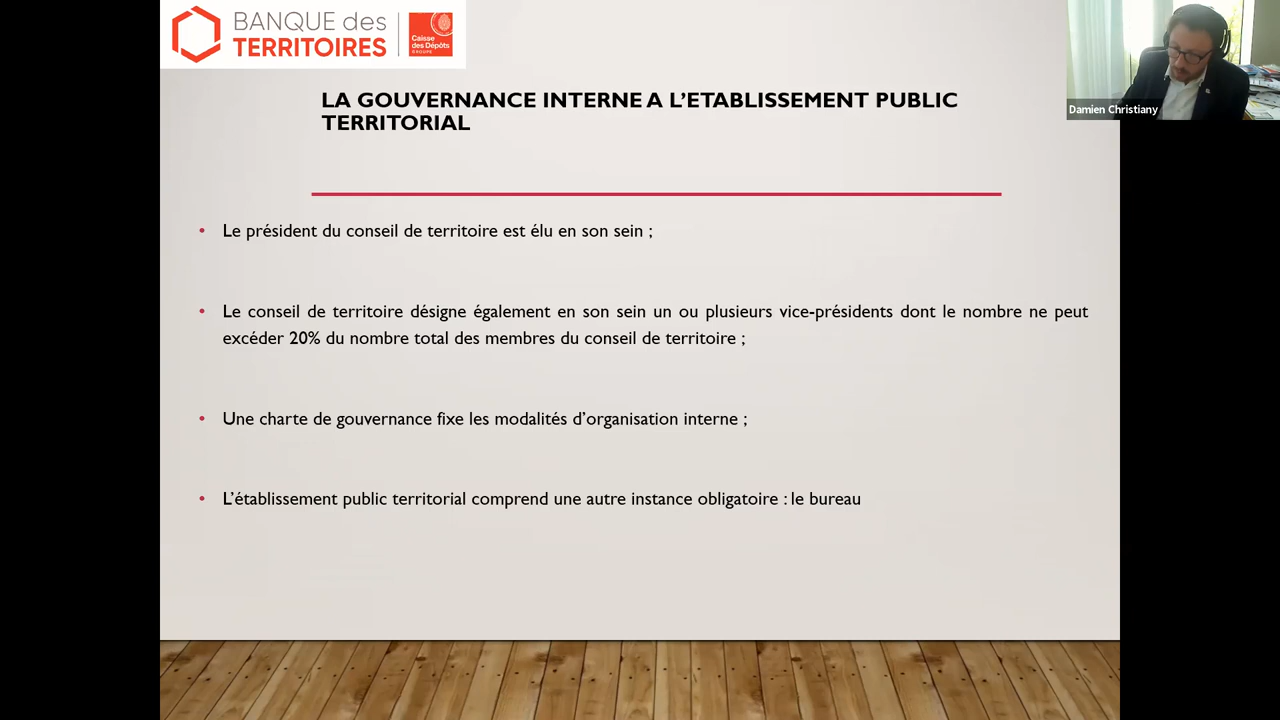 BANQUE des
TERRITOIRES
Caisse
des Dépôts
GROUPE
Damien Christiany
LA GOUVERNANCE INTERNE A L’ETABLISSEMENT PUBLIC
TERRITORIAL
• Le président du conseil de territoire est élu en son sein ;
• Le conseil de territoire désigne également en son sein un ou plusieurs vice-présidents dont le nombre ne peut
excéder 20% du nombre total des membres du conseil de territoire ;
• Une charte de gouvernance fixe les modalités d’organisation interne ;
• L’établissement public territorial comprend une autre instance obligatoire : le bureau